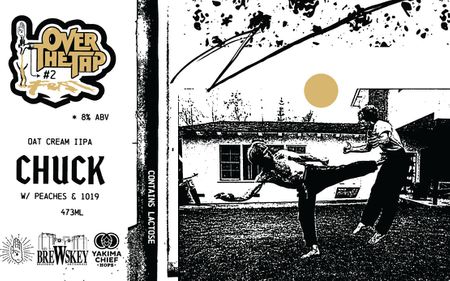 OVER
THE TAP
#2
* 8% ABV
OAT CREAM IIPA
CHUCK
W/ PEACHES & 1019
473ML
CONTAINS LACTOSE
BREWSKEY
YAKIMA
CHIEF
HOPS